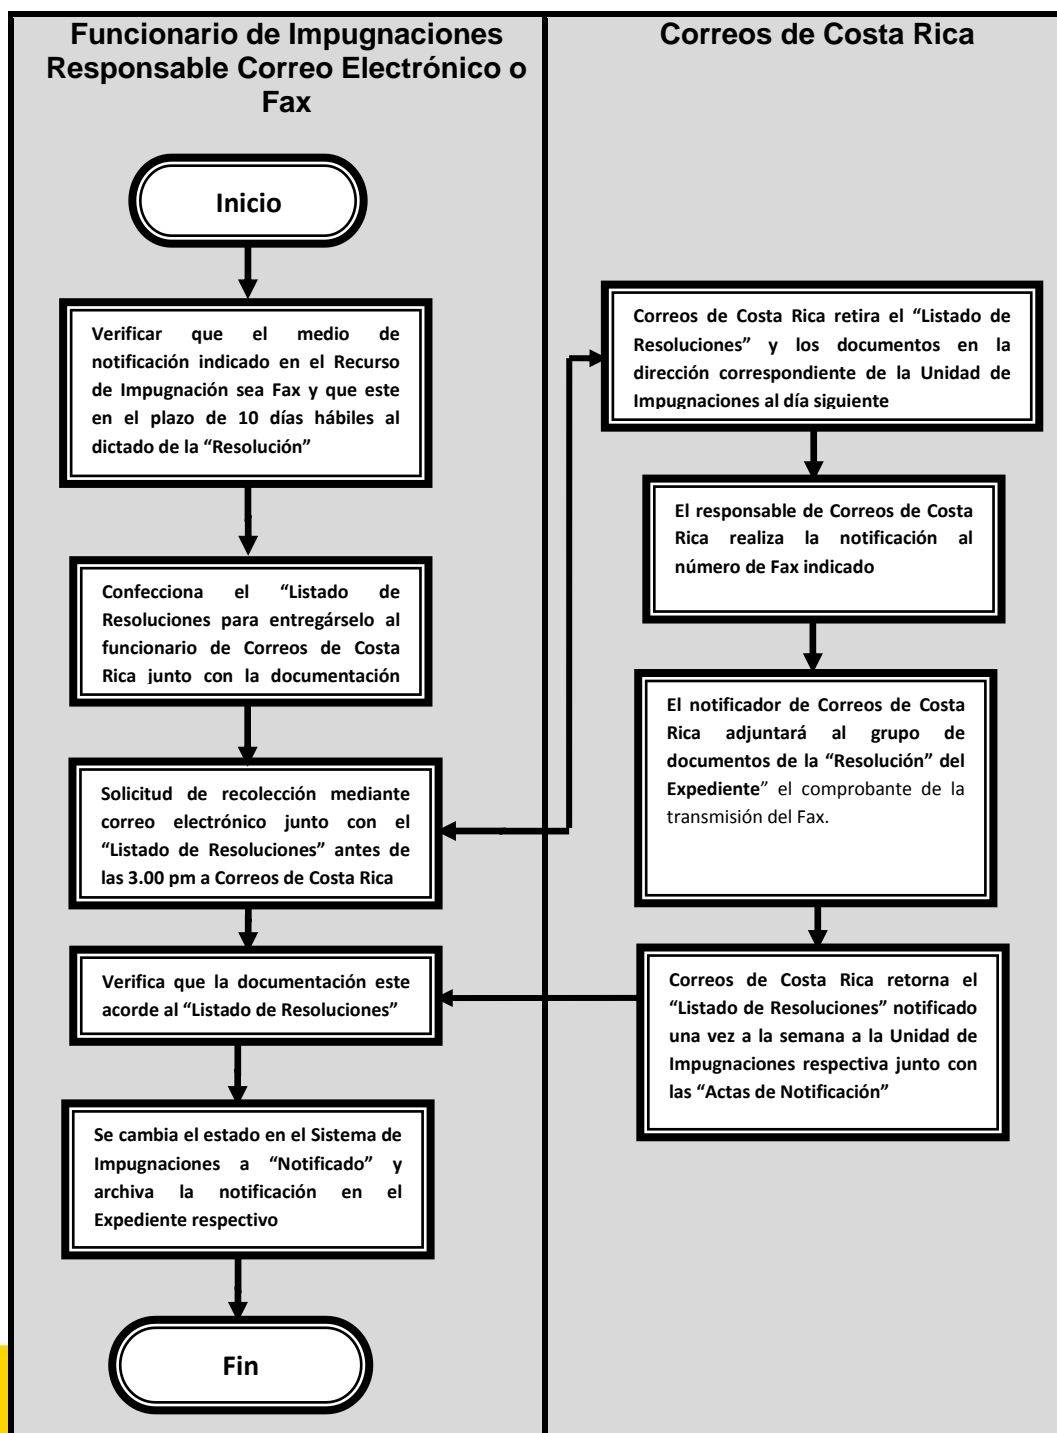 Funcionario de Impugnaciones
Responsable Correo Electrónico o
Fax
Inicio
Verificar que el medio de
notificación indicado en el Recurso
de Impugnación sea Fax y que este
en el plazo de 10 días hábiles al
dictado de la “Resolución”
Confecciona el “Listado de
Resoluciones para entregárselo al
funcionario de Correos de Costa
Rica junto con la documentación
Solicitud de recolección mediante
correo electrónico junto con el
“Listado de Resoluciones” antes de
las 3.00 pm a Correos de Costa Rica
Verifica que la documentación este
acorde al “Listado de Resoluciones”
Se cambia el estado en el Sistema de
Impugnaciones a “Notificado” y
archiva la notificación en el
Expediente respectivo
Fin
Correos de Costa Rica
Correos de Costa Rica retira el “Listado de
Resoluciones” y los documentos en la
dirección correspondiente de la Unidad de
Impugnaciones al día siguiente
El responsable de Correos de Costa
Rica realiza la notificación al
número de Fax indicado
El notificador de Correos de Costa
Rica adjuntará al grupo de
documentos de la “Resolución” del
Expediente” el comprobante de la
transmisión del Fax.
Correos de Costa Rica retorna el
“Listado de Resoluciones” notificado
una vez a la semana a la Unidad de
Impugnaciones respectiva junto con
las “Actas de Notificación”